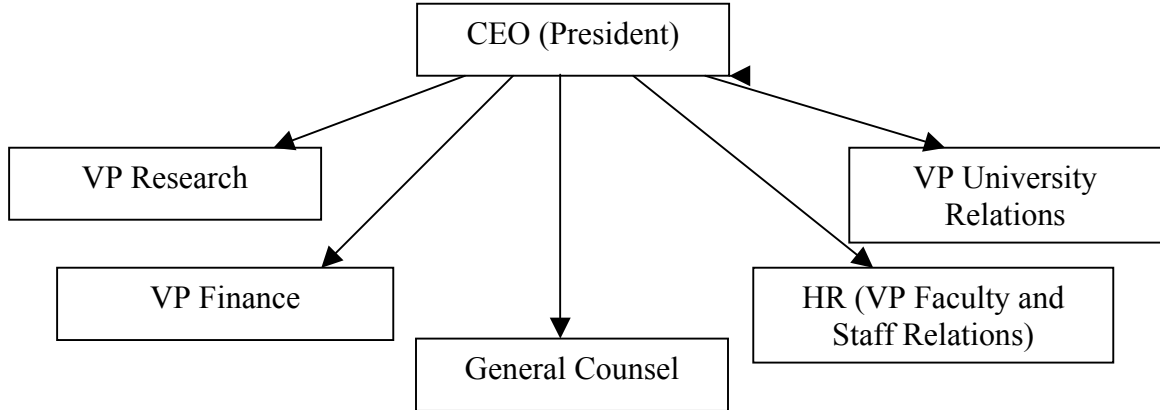 CEO (President)
VP Research
VP University
Relations
VP Finance
HR (VP Faculty and
Staff Relations)
General Counsel